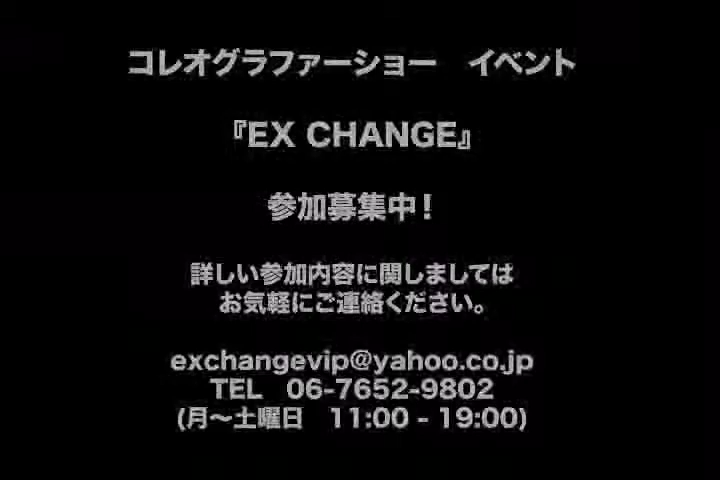 コレオグラファーショー　イベント
『EX CHANGE』
参加募集中！
詳しい参加内容に関しましては
お気軽にご連絡ください。
exchangevip@yahoo.co.jp
TEL　06-7652-9802
(月～土曜日　11:00 - 19:00)